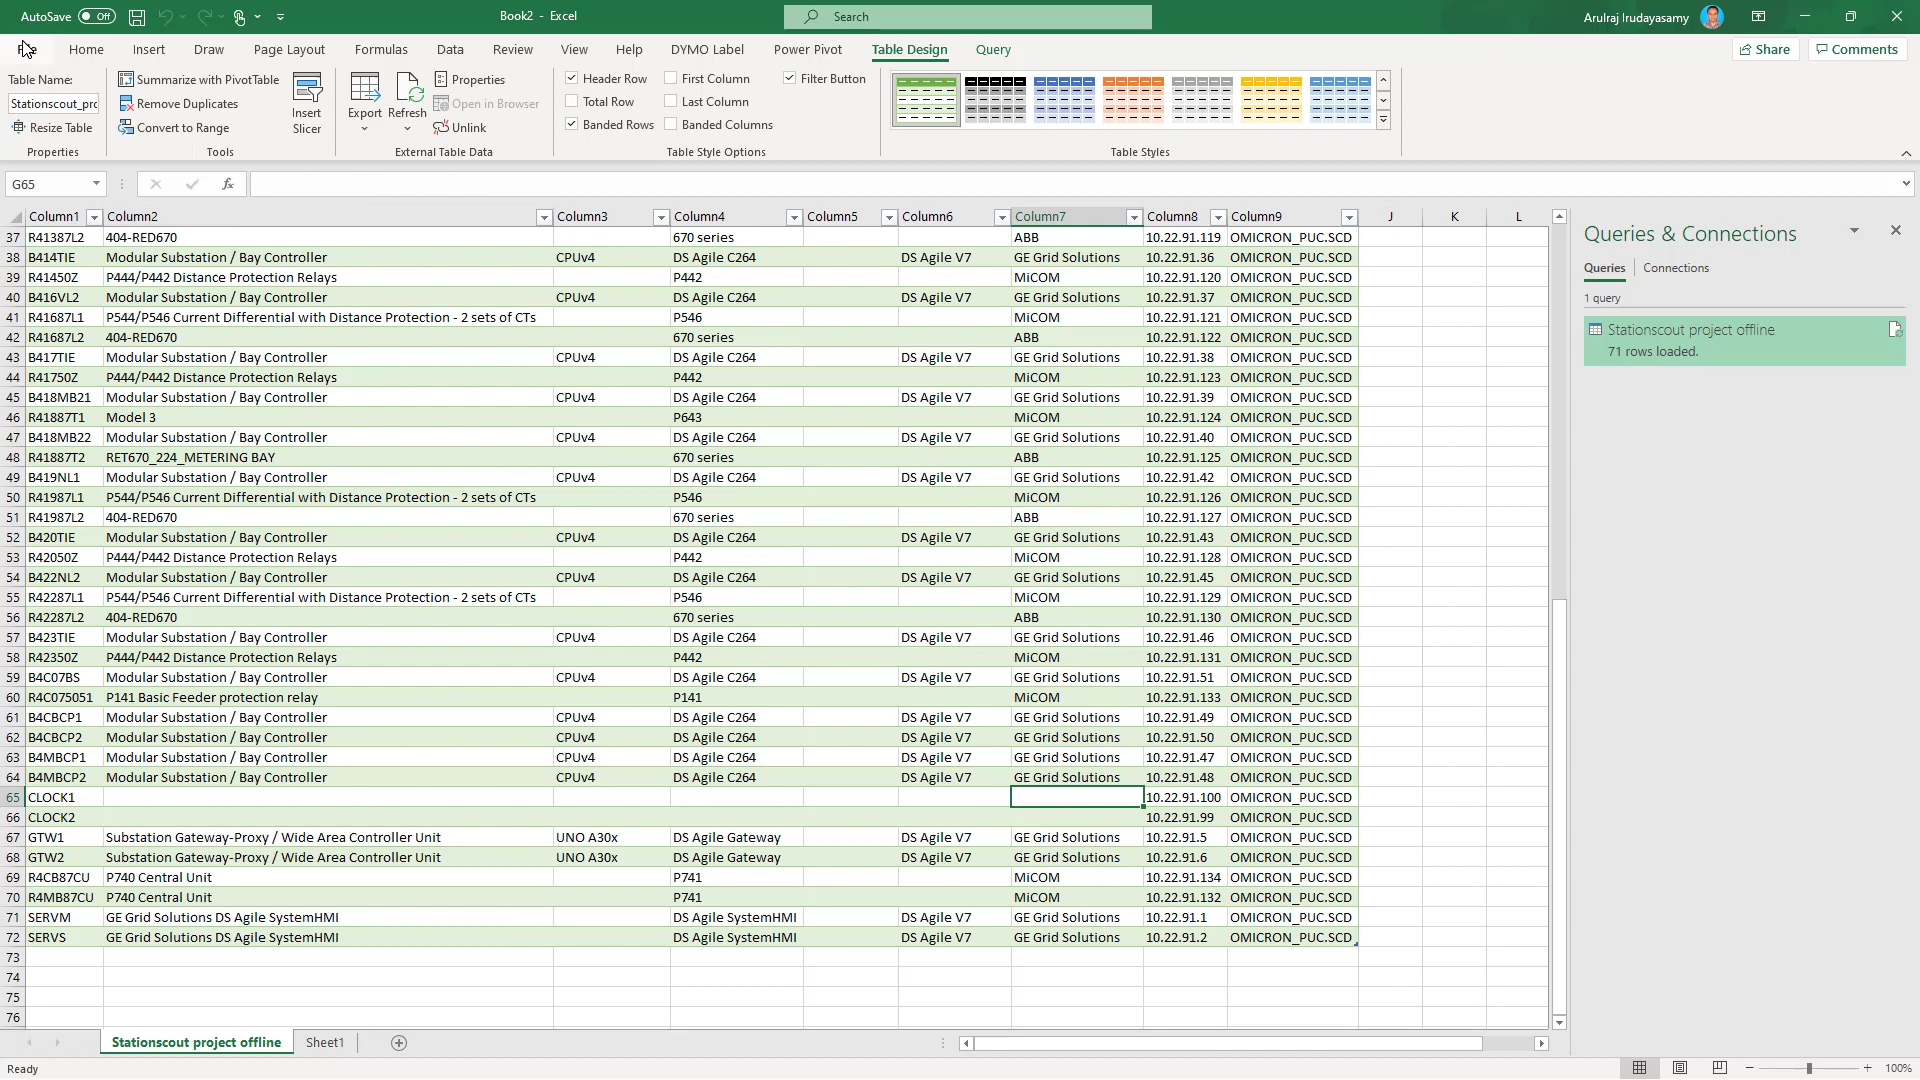 AutoSave Off Book2 - Excel Search Arulraj Irudayasamy
Home Insert Draw Page Layout Formulas Data Review View Help DYMO Label Power Pivot Table Design Query Share Comments
Table Name: Summarize with PivotTable Properties Header Row First Column Filter Button
Stationscout_pro Remove Duplicates Insert Slicer Export Refresh Open in Browser Total Row Last Column
Resize Table Convert to Range Unlink Banded Rows Banded Columns
Properties Tools External Table Data Table Style Options Table Styles
G65 fx
Column1 Column2 Column3 Column4 Column5 Column6 Column7 Column8 Column9 J K L
37 R41387L2 404-RED670 670 series ABB 10.22.91.119 OMICRON_PUC.SCD
38 B414TIE Modular Substation / Bay Controller CPUv4 DS Agile C264 DS Agile V7 GE Grid Solutions 10.22.91.36 OMICRON_PUC.SCD
39 R41450Z P444/P442 Distance Protection Relays P442 MiCOM 10.22.91.120 OMICRON_PUC.SCD
40 B416VL2 Modular Substation / Bay Controller CPUv4 DS Agile C264 DS Agile V7 GE Grid Solutions 10.22.91.37 OMICRON_PUC.SCD
41 R41687L1 P544/P546 Current Differential with Distance Protection - 2 sets of CTs P546 MiCOM 10.22.91.121 OMICRON_PUC.SCD
42 R41687L2 404-RED670 670 series ABB 10.22.91.122 OMICRON_PUC.SCD
43 B417TIE Modular Substation / Bay Controller CPUv4 DS Agile C264 DS Agile V7 GE Grid Solutions 10.22.91.38 OMICRON_PUC.SCD
44 R41750Z P444/P442 Distance Protection Relays P442 MiCOM 10.22.91.123 OMICRON_PUC.SCD
45 B418MB21 Modular Substation / Bay Controller CPUv4 DS Agile C264 DS Agile V7 GE Grid Solutions 10.22.91.39 OMICRON_PUC.SCD
46 R41887T1 Model 3 P643 MiCOM 10.22.91.124 OMICRON_PUC.SCD
47 B418MB22 Modular Substation / Bay Controller CPUv4 DS Agile C264 DS Agile V7 GE Grid Solutions 10.22.91.40 OMICRON_PUC.SCD
48 R41887T2 RET670_224_METERING BAY 670 series ABB 10.22.91.125 OMICRON_PUC.SCD
49 B419NL1 Modular Substation / Bay Controller CPUv4 DS Agile C264 DS Agile V7 GE Grid Solutions 10.22.91.42 OMICRON_PUC.SCD
50 R41987L1 P544/P546 Current Differential with Distance Protection - 2 sets of CTs P546 MiCOM 10.22.91.126 OMICRON_PUC.SCD
51 R41987L2 404-RED670 670 series ABB 10.22.91.127 OMICRON_PUC.SCD
52 B420TIE Modular Substation / Bay Controller CPUv4 DS Agile C264 DS Agile V7 GE Grid Solutions 10.22.91.43 OMICRON_PUC.SCD
53 R42050Z P444/P442 Distance Protection Relays P442 MiCOM 10.22.91.128 OMICRON_PUC.SCD
54 B422NL2 Modular Substation / Bay Controller CPUv4 DS Agile C264 DS Agile V7 GE Grid Solutions 10.22.91.45 OMICRON_PUC.SCD
55 R42287L1 P544/P546 Current Differential with Distance Protection - 2 sets of CTs P546 MiCOM 10.22.91.129 OMICRON_PUC.SCD
56 R42287L2 404-RED670 670 series ABB 10.22.91.130 OMICRON_PUC.SCD
57 B423TIE Modular Substation / Bay Controller CPUv4 DS Agile C264 DS Agile V7 GE Grid Solutions 10.22.91.46 OMICRON_PUC.SCD
58 R42350Z P444/P442 Distance Protection Relays P442 MiCOM 10.22.91.131 OMICRON_PUC.SCD
59 B4C07BS Modular Substation / Bay Controller CPUv4 DS Agile C264 DS Agile V7 GE Grid Solutions 10.22.91.51 OMICRON_PUC.SCD
60 R4C075051 P141 Basic Feeder protection relay P141 MiCOM 10.22.91.133 OMICRON_PUC.SCD
61 B4CBCP1 Modular Substation / Bay Controller CPUv4 DS Agile C264 DS Agile V7 GE Grid Solutions 10.22.91.49 OMICRON_PUC.SCD
62 B4CBCP2 Modular Substation / Bay Controller CPUv4 DS Agile C264 DS Agile V7 GE Grid Solutions 10.22.91.50 OMICRON_PUC.SCD
63 B4MBCP1 Modular Substation / Bay Controller CPUv4 DS Agile C264 DS Agile V7 GE Grid Solutions 10.22.91.47 OMICRON_PUC.SCD
64 B4MBCP2 Modular Substation / Bay Controller CPUv4 DS Agile C264 DS Agile V7 GE Grid Solutions 10.22.91.48 OMICRON_PUC.SCD
65 CLOCK1 10.22.91.100 OMICRON_PUC.SCD
66 CLOCK2 10.22.91.99 OMICRON_PUC.SCD
67 GTW1 Substation Gateway-Proxy / Wide Area Controller Unit UNO A30x DS Agile Gateway DS Agile V7 GE Grid Solutions 10.22.91.5 OMICRON_PUC.SCD
68 GTW2 Substation Gateway-Proxy / Wide Area Controller Unit UNO A30x DS Agile Gateway DS Agile V7 GE Grid Solutions 10.22.91.6 OMICRON_PUC.SCD
69 R4CB87CU P740 Central Unit P741 MiCOM 10.22.91.134 OMICRON_PUC.SCD
70 R4MB87CU P740 Central Unit P741 MiCOM 10.22.91.132 OMICRON_PUC.SCD
71 SERVM GE Grid Solutions DS Agile SystemHMI DS Agile SystemHMI DS Agile V7 GE Grid Solutions 10.22.91.1 OMICRON_PUC.SCD
72 SERVS GE Grid Solutions DS Agile SystemHMI DS Agile SystemHMI DS Agile V7 GE Grid Solutions 10.22.91.2 OMICRON_PUC.SCD
73
74
75
76
Queries & Connections
Queries Connections
1 query
Stationscout project offline
71 rows loaded.
Stationscout project offline Sheet1
Ready 100%